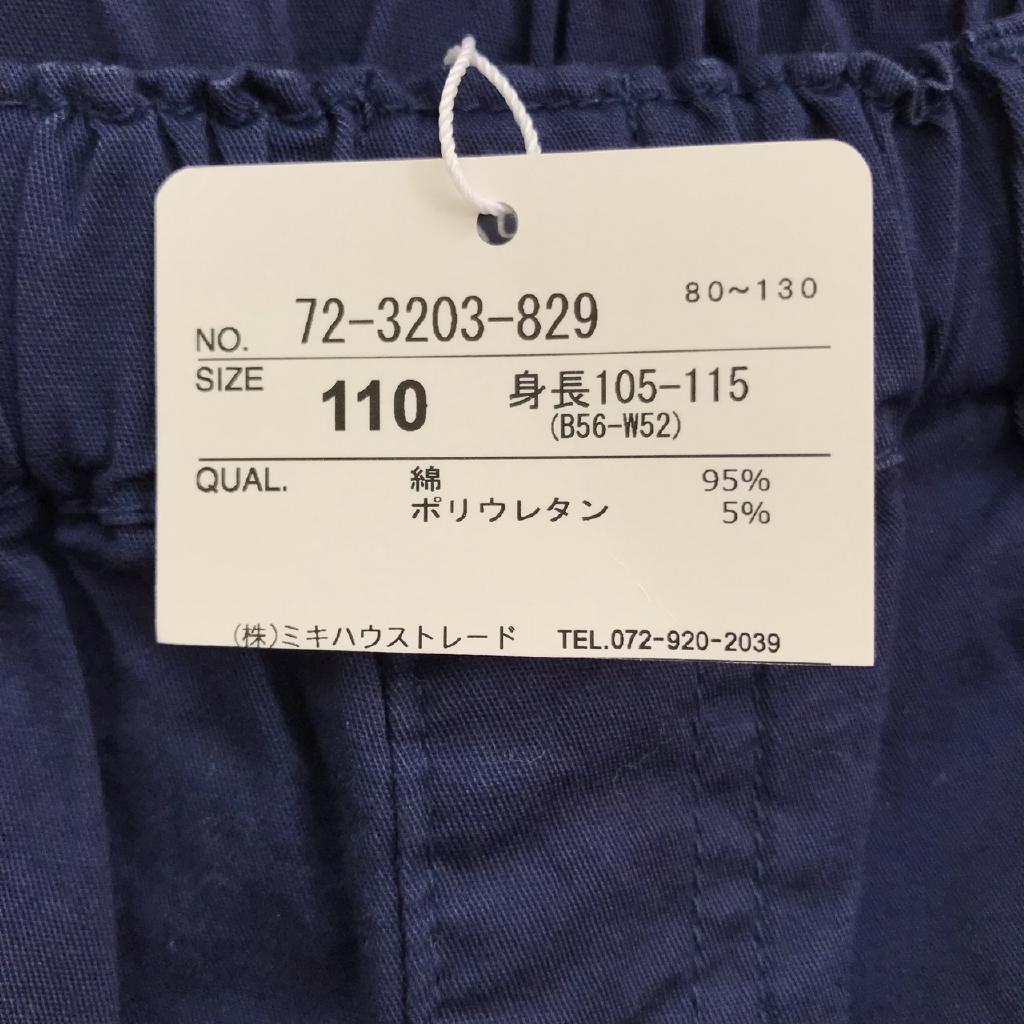 80~130
NO. 72-3203-829
SIZE 110 身長105-115
(B56-W52)
QUAL. 綿 95%
ポリウレタン 5%
(株)ミキハウストレード TEL.072-920-2039